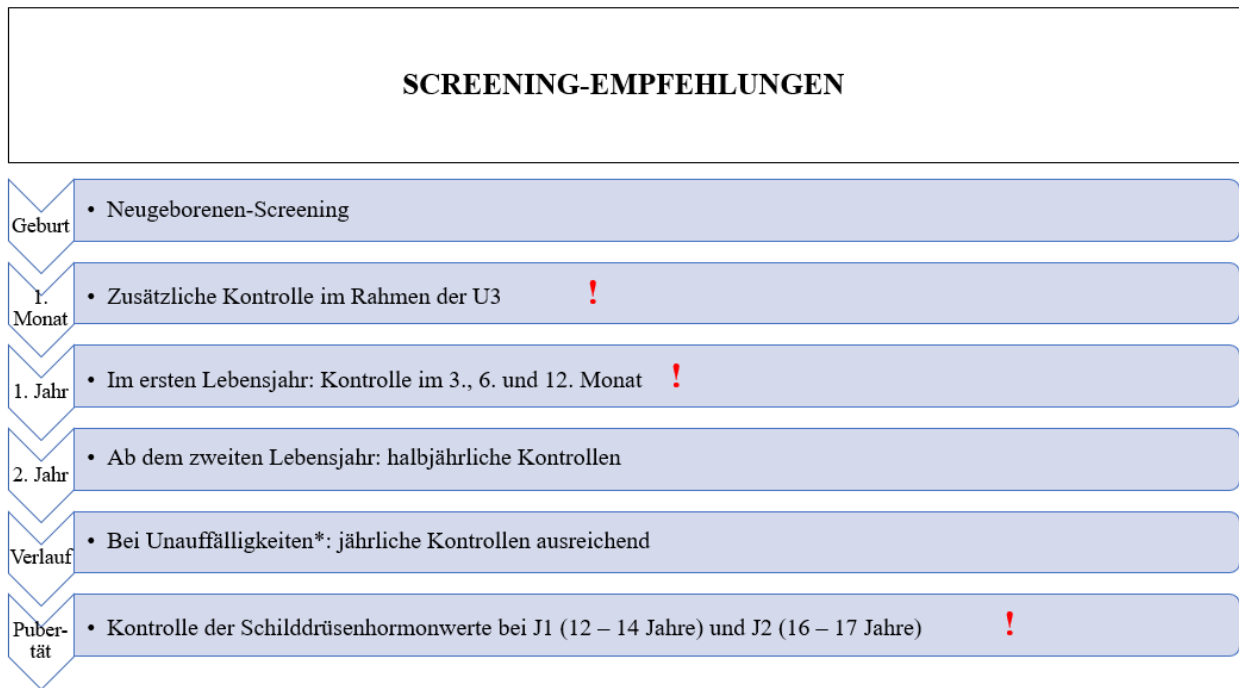 SCREENING-EMPFEHLUNGEN
Geburt
• Neugeborenen-Screening
1.
Monat
• Zusätzliche Kontrolle im Rahmen der U3 !
1. Jahr
• Im ersten Lebensjahr: Kontrolle im 3., 6. und 12. Monat !
2. Jahr
• Ab dem zweiten Lebensjahr: halbjährliche Kontrollen
Verlauf
• Bei Unauffälligkeiten*: jährliche Kontrollen ausreichend
Puber-
tät
• Kontrolle der Schilddrüsenhormonwerte bei J1 (12 – 14 Jahre) und J2 (16 – 17 Jahre) !